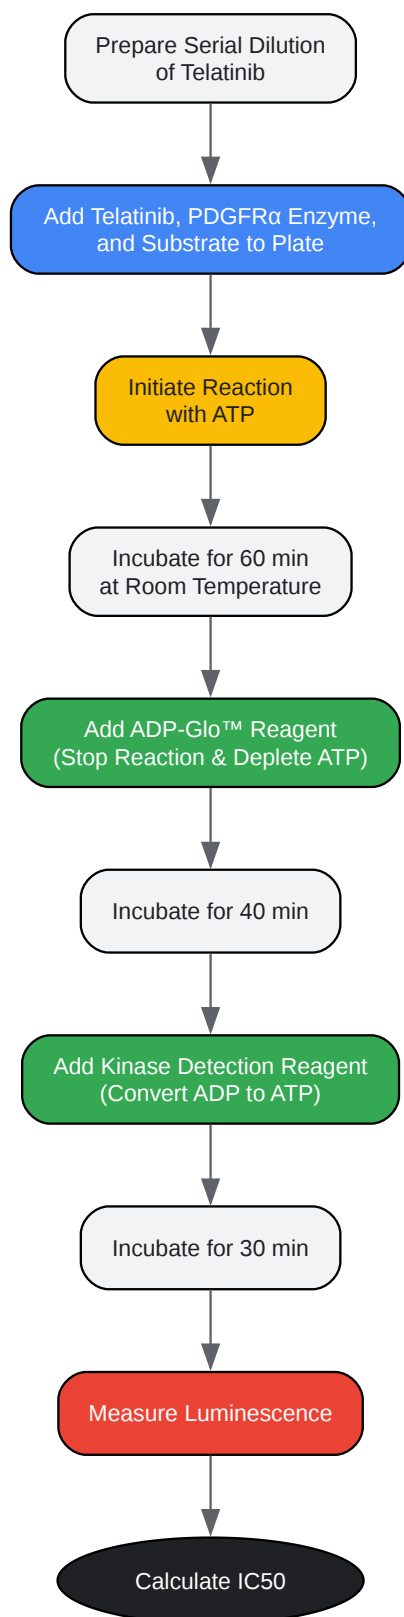 Prepare Serial Dilution
of Telatinib
Add Telatinib, PDGFRα Enzyme,
and Substrate to Plate
Initiate Reaction
with ATP
Incubate for 60 min
at Room Temperature
Add ADP-Glo™ Reagent
(Stop Reaction & Deplete ATP)
Incubate for 40 min
Add Kinase Detection Reagent
(Convert ADP to ATP)
Incubate for 30 min
Measure Luminescence
Calculate IC50